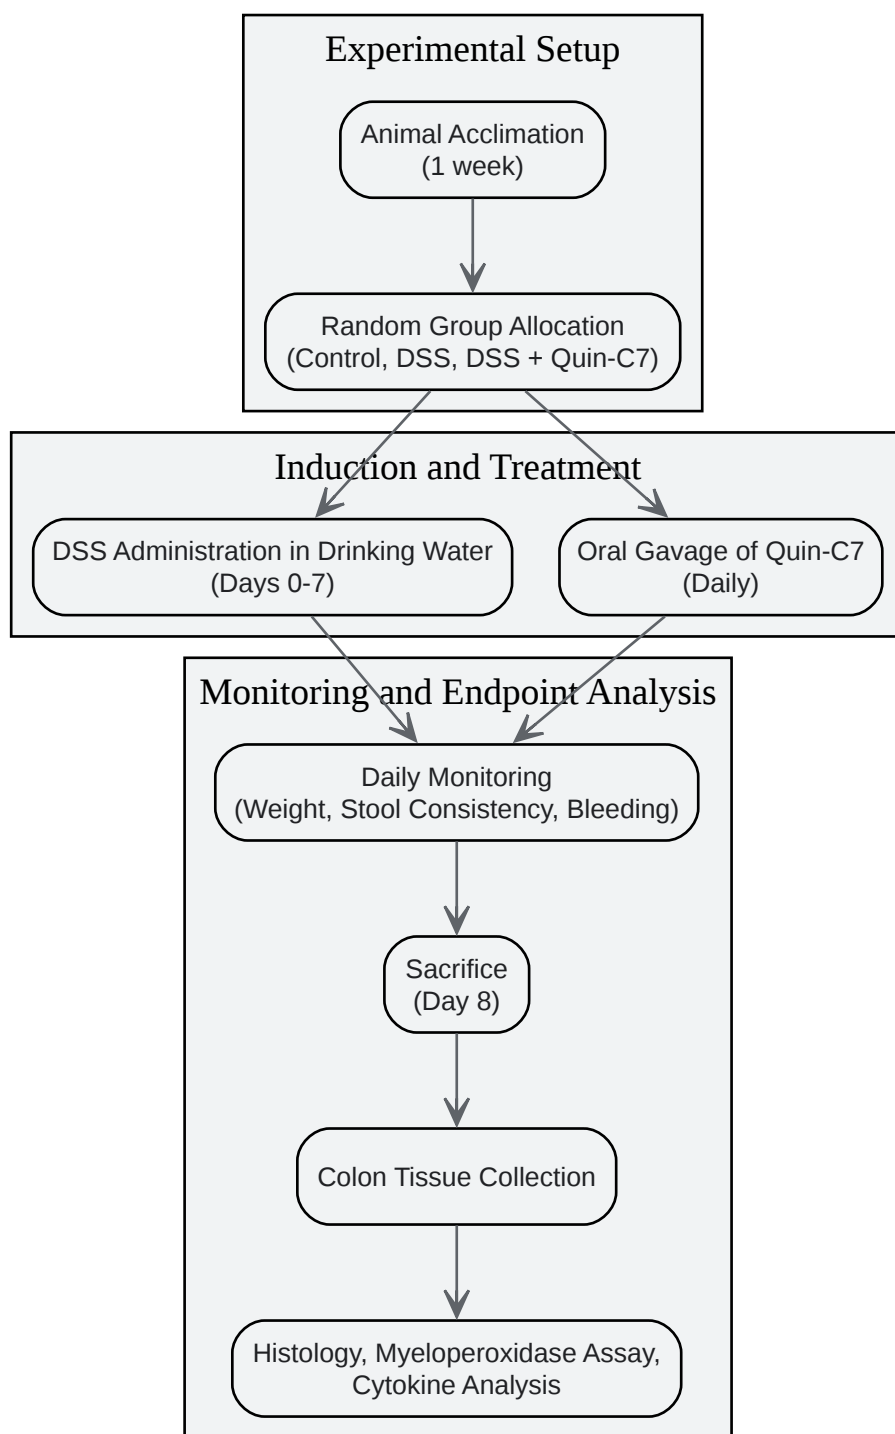 Experimental Setup
Animal Acclimation
(1 week)
Random Group Allocation
(Control, DSS, DSS + Quin-C7)
Induction and Treatment
DSS Administration in Drinking Water
(Days 0-7)
Oral Gavage of Quin-C7
(Daily)
Monitoring and Endpoint Analysis
Daily Monitoring
(Weight, Stool Consistency, Bleeding)
Sacrifice
(Day 8)
Colon Tissue Collection
Histology, Myeloperoxidase Assay,
Cytokine Analysis